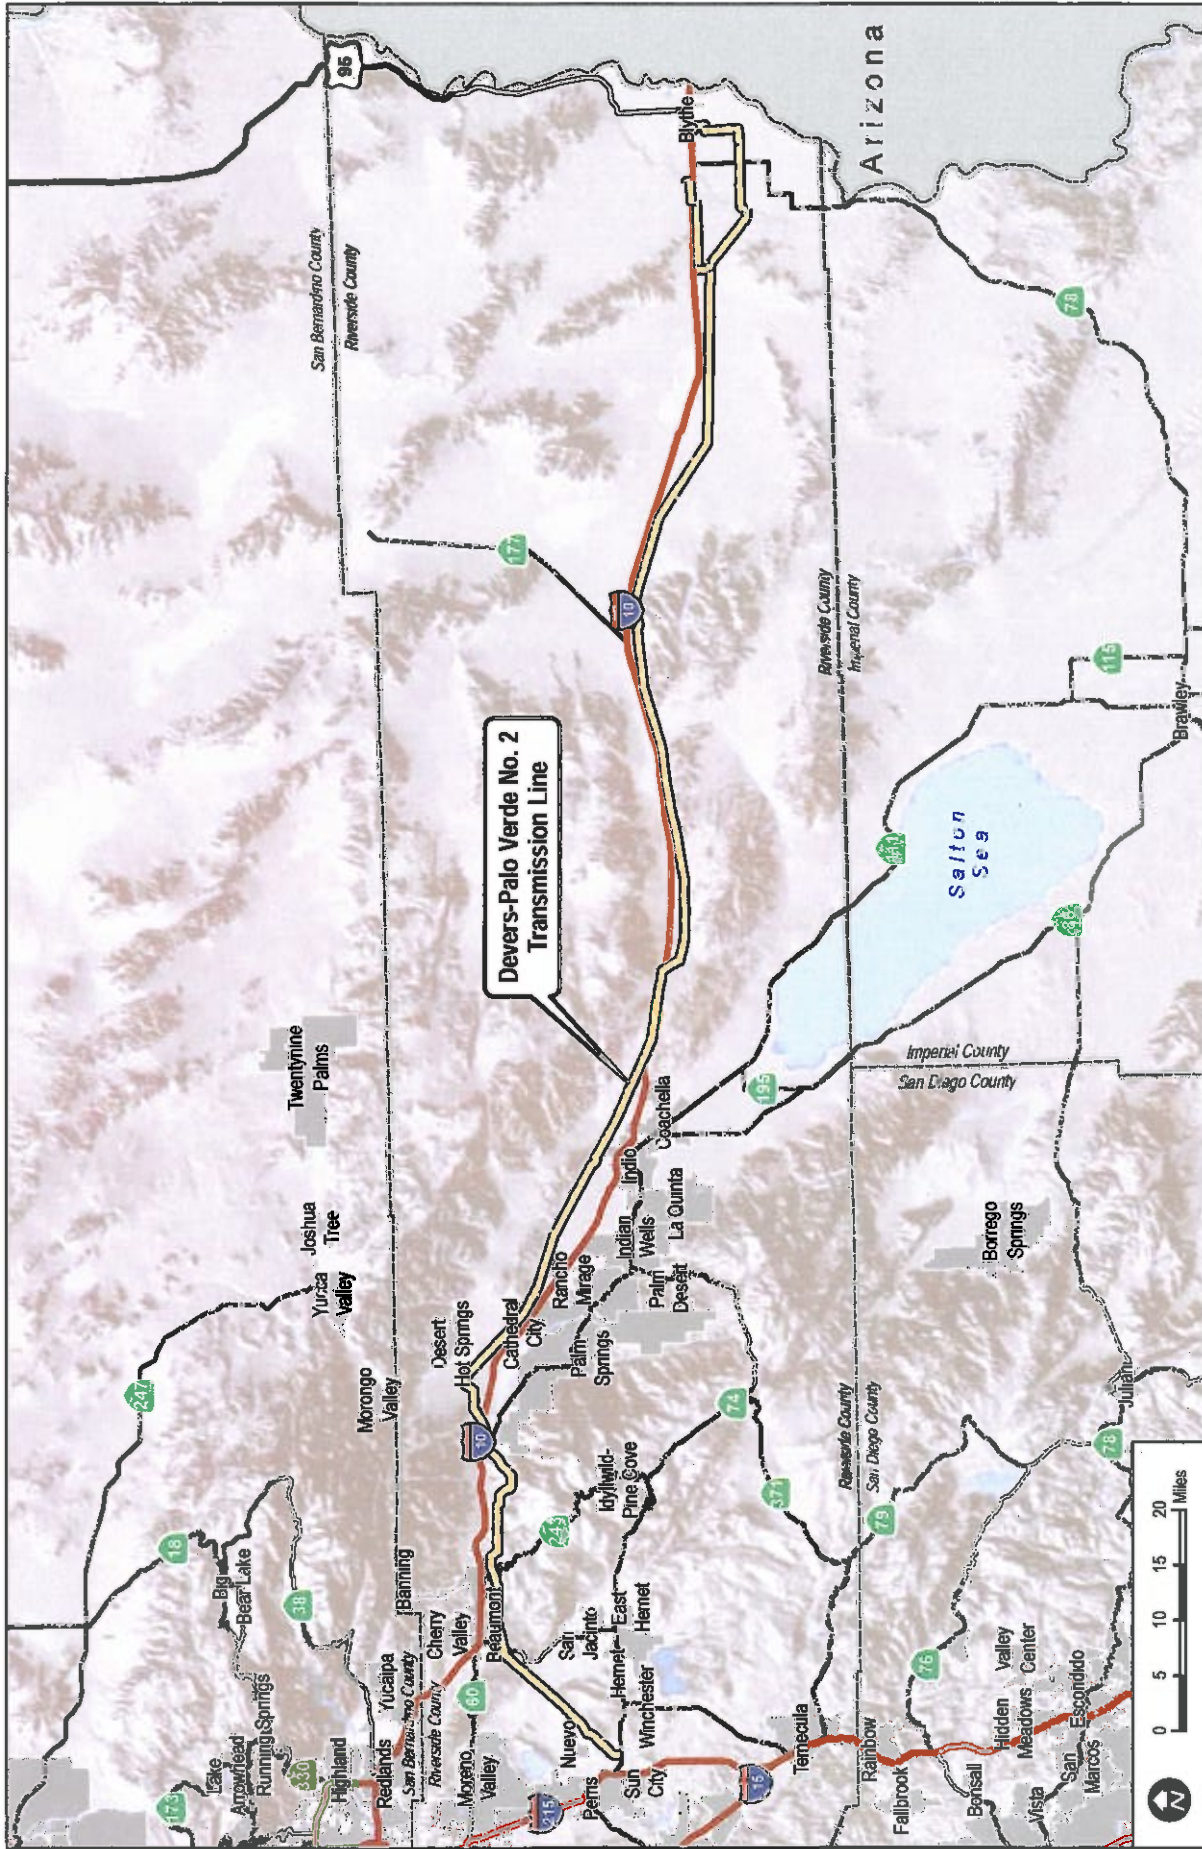 95
San Bernardino County
Riverside County
Blythe
Arizona
78
177
10
Riverside County
Imperial County
115
Brawley
Devers-Palo Verde No. 2
Transmission Line
Salton
Sea
111
86
195
Imperial County
San Diego County
Twentynine
Palms
Joshua
Tree
Yucca
Valley
Coachella
Indio
La Quinta
Indian
Wells
Palm
Desert
Rancho
Mirage
Cathedral
City
Palm
Springs
Desert
Hot Springs
Morongo
Valley
Borrego
Springs
247
10
74
Idyllwild-
Pine Cove
243
371
Riverside County
San Diego County
79
78
Julian
18
Big
Bear Lake
38
Banning
Cherry
Valley
Beaumont
San
Jacinto
East
Hemet
Hemet
Winchester
Yucaipa
San Bernardino County
Riverside County
60
Moreno
Valley
Nuevo
Perris
Sun
City
Redlands
Highland
330
Running Springs
Lake
Arrowhead
173
215
15
Temecula
Rainbow
Fallbrook
76
Bonsall
Vista
Hidden
Meadows
Valley
Center
San
Marcos
Escondido
0 5 10 15 20
Miles